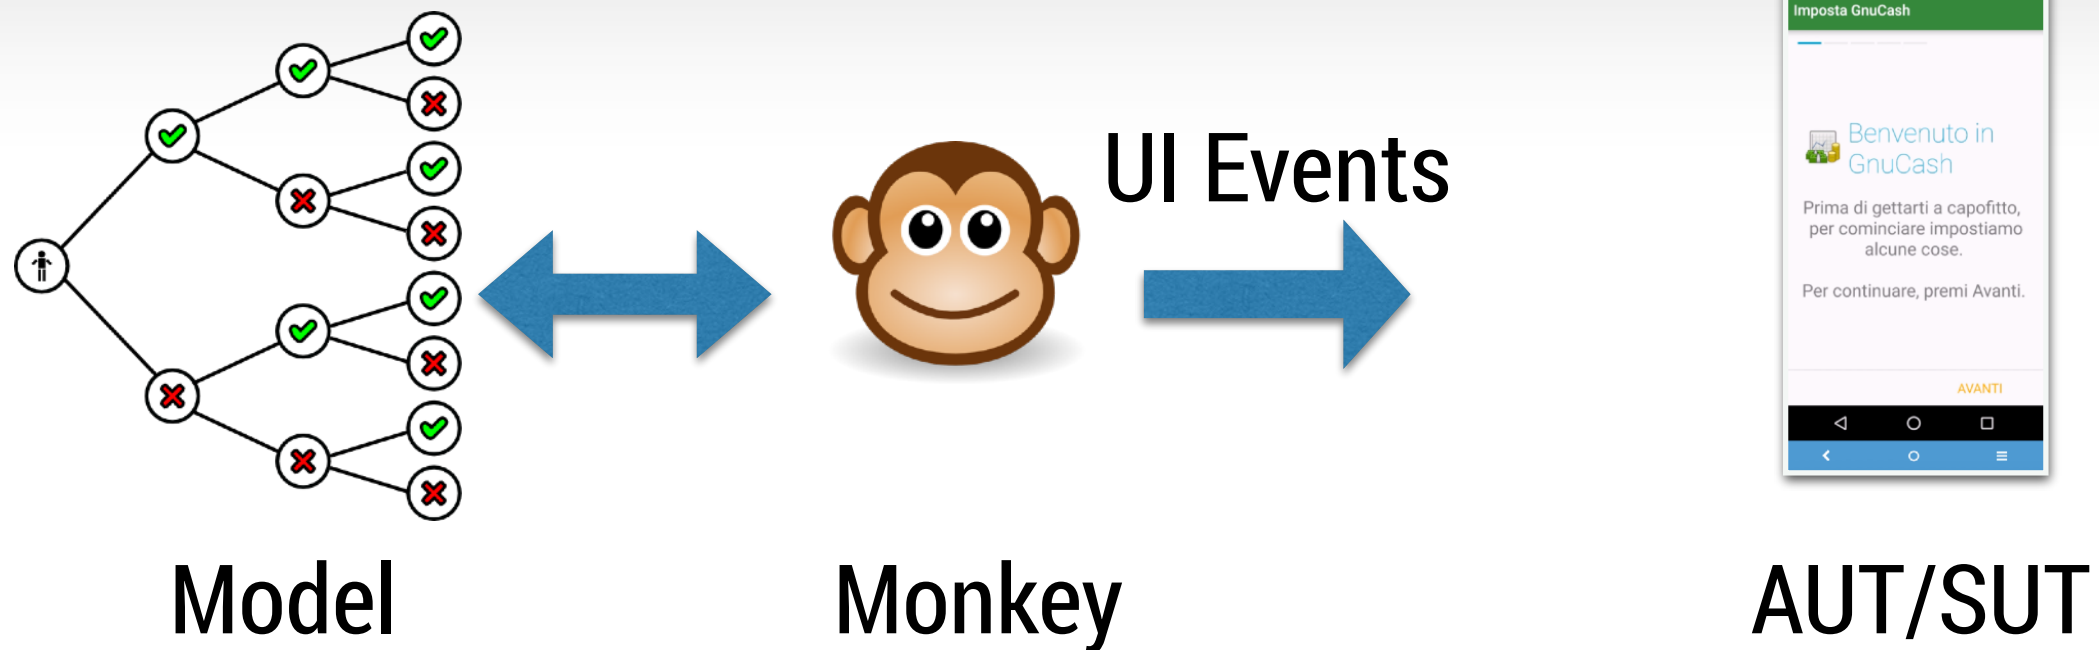 UI Events
Imposta GnuCash
Benvenuto in
GnuCash
Prima di gettarti a capofitto,
per cominciare impostiamo
alcune cose.
Per continuare, premi Avanti.
AVANTI
Model
Monkey
AUT/SUT